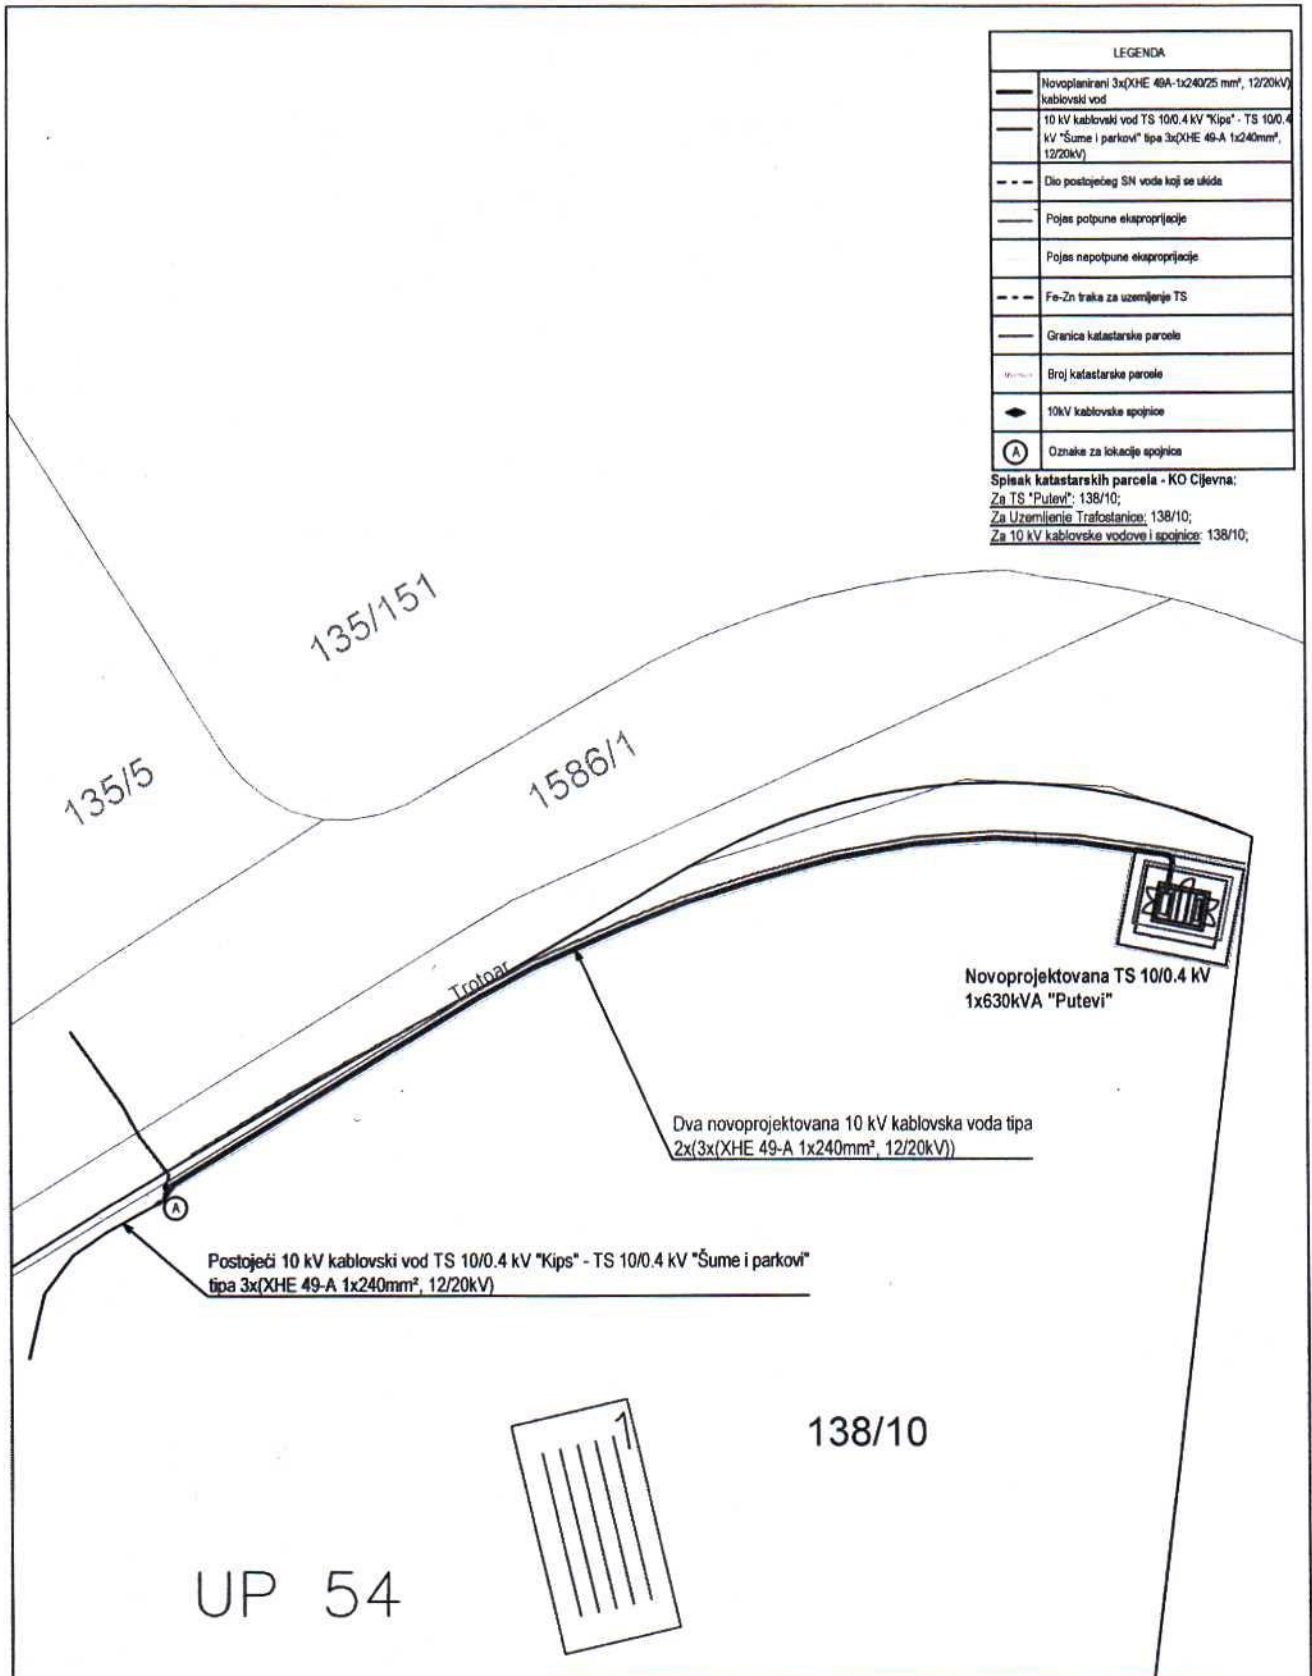 LEGENDA
Novoplanirani 3x(XHE 49A-1x240/25 mm², 12/20kV)
kablovski vod
10 kV kablovski vod TS 10/0.4 kV "Kips" - TS 10/0.4
kV "Šume i parkovi" tipa 3x(XHE 49-A 1x240mm²,
12/20kV)
Dio postojećeg SN voda koji se ukida
Pojas potpune eksproprijacije
Pojas nepotpune eksproprijacije
Fe-Zn traka za uzemljenje TS
Granica katastarske parcele
Broj katastarske parcele
10kV kablovske spojnice
A
Oznake za lokacije spojnica
Spisak katastarskih parcela - KO Cijevna:
Za TS "Putevi": 138/10;
Za Uzemljenje Trafostanice: 138/10;
Za 10 kV kablovske vodove i spojnice: 138/10;
135/151
135/5
1586/1
Trotoar
Novoprojektovana TS 10/0.4 kV
1x630kVA "Putevi"
Dva novoprojektovana 10 kV kablovska voda tipa
2x(3x(XHE 49-A 1x240mm², 12/20kV))
A
Postojeći 10 kV kablovski vod TS 10/0.4 kV "Kips" - TS 10/0.4 kV "Šume i parkovi"
tipa 3x(XHE 49-A 1x240mm², 12/20kV)
1
138/10
UP 54